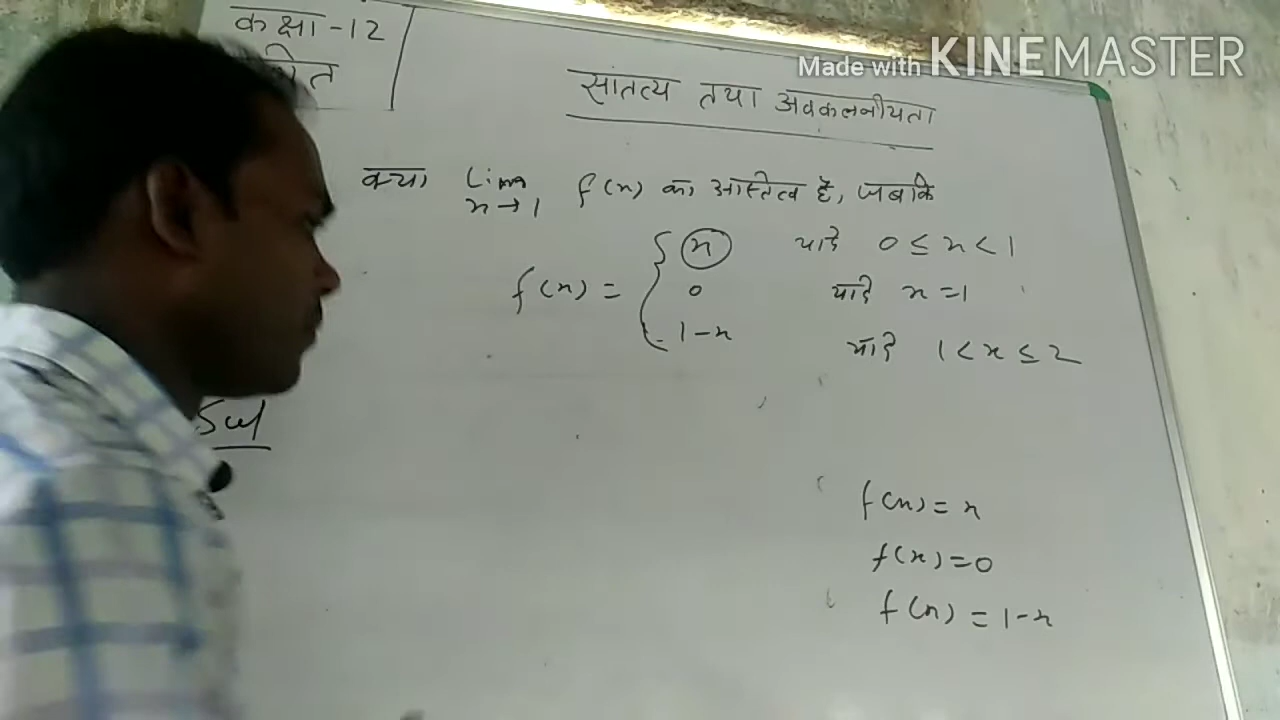 कक्षा-12
Made with KINEMASTER
सांतत्य तथा अवकलनीयता
क्या Lim f(x) का अस्तित्व है, जबकि
x→1
x यदि 0 ≤ x < 1
f(x) = { 0 यदि x = 1
1-x यदि 1 < x ≤ 2
Sol
f(x) = x
f(x) = 0
f(x) = 1-x